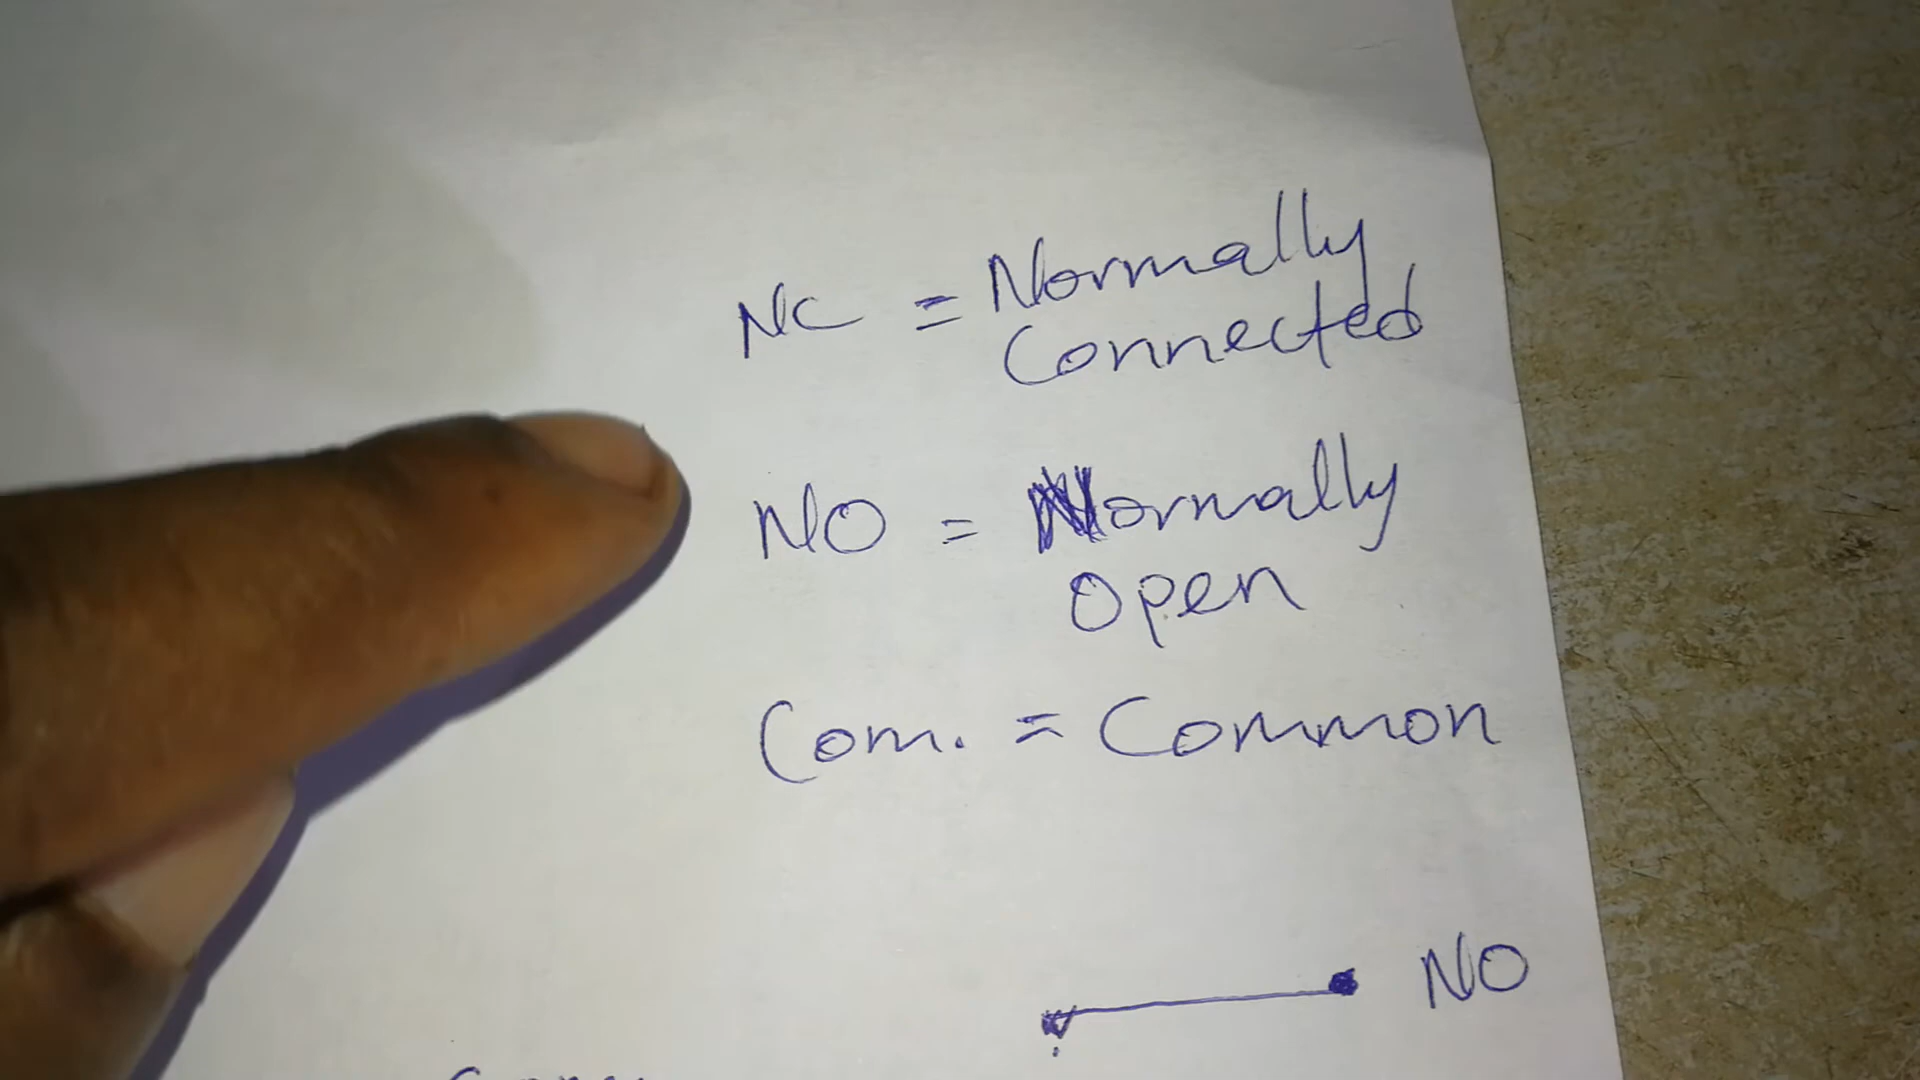 NC = Normally
Connected
NO = Normally
Open
Com. = Common
NO